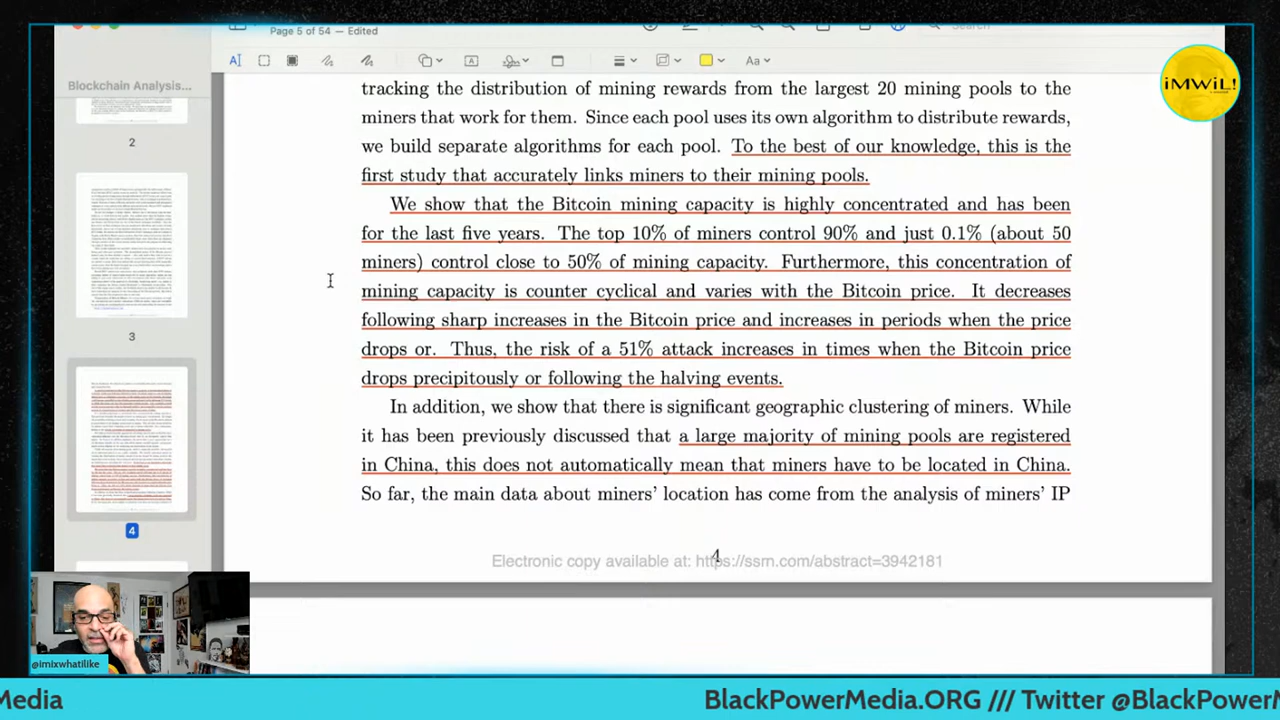 Page 5 of 54 — Edited
Search
Blockchain Analysis...
iMWiL!
2
3
4
tracking the distribution of mining rewards from the largest 20 mining pools to the
miners that work for them. Since each pool uses its own algorithm to distribute rewards,
we build separate algorithms for each pool. To the best of our knowledge, this is the
first study that accurately links miners to their mining pools.
We show that the Bitcoin mining capacity is highly concentrated and has been
for the last five years. The top 10% of miners control 90% and just 0.1% (about 50
miners) control close to 50% of mining capacity. Furthermore, this concentration of
mining capacity is counter cyclical and varies with the Bitcoin price. It decreases
following sharp increases in the Bitcoin price and increases in periods when the price
drops or. Thus, the risk of a 51% attack increases in times when the Bitcoin price
drops precipitously or following the halving events.
In addition, we show that there is significant geographic clustering of miners. While
it has been previously discussed that a large majority of mining pools are registered
in China, this does not automatically mean that miners need to be located in China.
So far, the only data about miners' location has come from the analysis of miners' IP
4
Electronic copy available at: https://ssrn.com/abstract=3942181
@imixwhatilike
Media
BlackPowerMedia.ORG /// Twitter @BlackPowerM